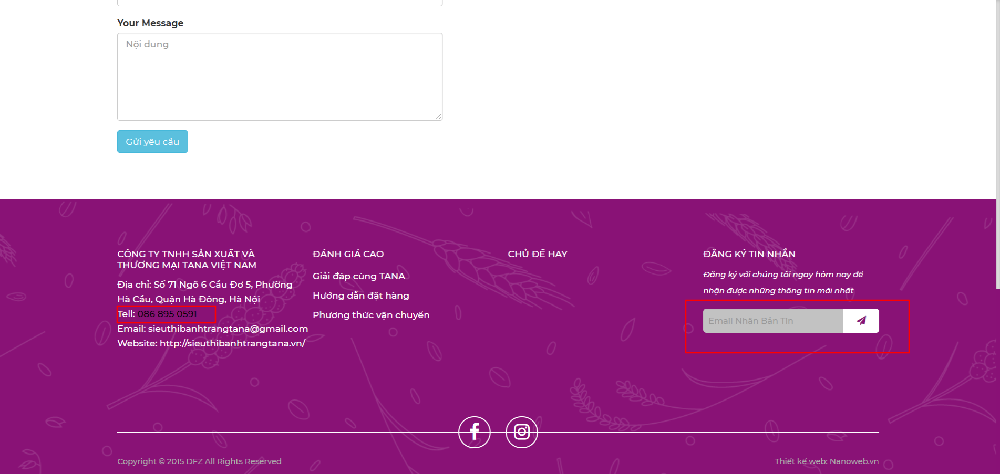 Your Message
Nội dung
Gửi yêu cầu
CÔNG TY TNHH SẢN XUẤT VÀ
THƯƠNG MẠI TANA VIỆT NAM
Địa chỉ: Số 71 Ngõ 6 Cầu Đơ 5, Phường
Hà Cầu, Quận Hà Đông, Hà Nội
Tell: 086 895 0591
Email: sieuthibanhtrangtana@gmail.com
Website: http://sieuthibanhtrangtana.vn/
ĐÁNH GIÁ CAO
Giải đáp cùng TANA
Hướng dẫn đặt hàng
Phương thức vận chuyển
CHỦ ĐỀ HAY
ĐĂNG KÝ TIN NHẮN
Đăng ký với chúng tôi ngay hôm nay để
nhận được những thông tin mới nhất
Email Nhận Bản Tin
Copyright © 2015 DFZ All Rights Reserved
Thiết kế web: Nanoweb.vn